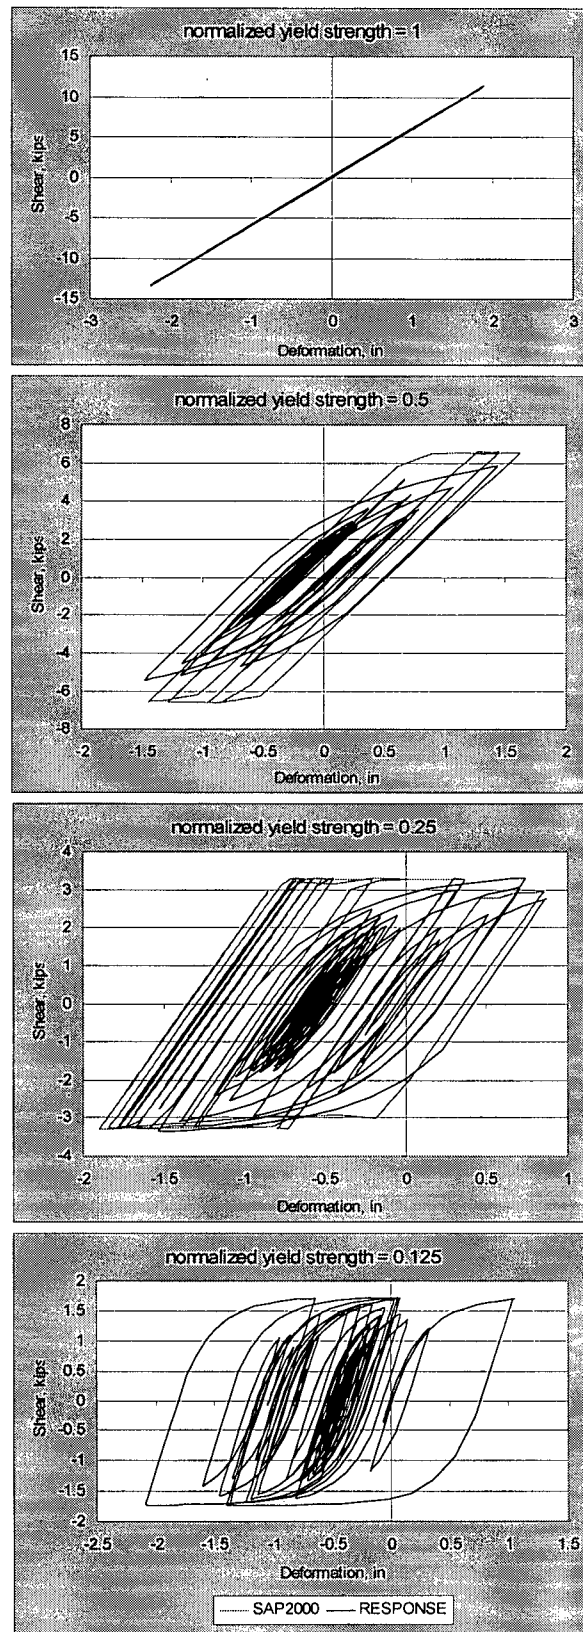 normalized yield strength = 1
15
10
5
0
-5
-10
-15
Shear, kips
-3 -2 -1 0 1 2 3
Deformation, in
normalized yield strength = 0.5
8
6
4
2
0
-2
-4
-6
-8
Shear, kips
-2 -1.5 -1 -0.5 0 0.5 1 1.5 2
Deformation, in
normalized yield strength = 0.25
4
3
2
1
0
-1
-2
-3
-4
Shear, kips
-2 -1.5 -1 -0.5 0 0.5 1
Deformation, in
normalized yield strength = 0.125
2
1.5
1
0.5
0
-0.5
-1
-1.5
-2
Shear, kips
-2.5 -2 -1.5 -1 -0.5 0 0.5 1 1.5
Deformation, in
SAP2000 RESPONSE